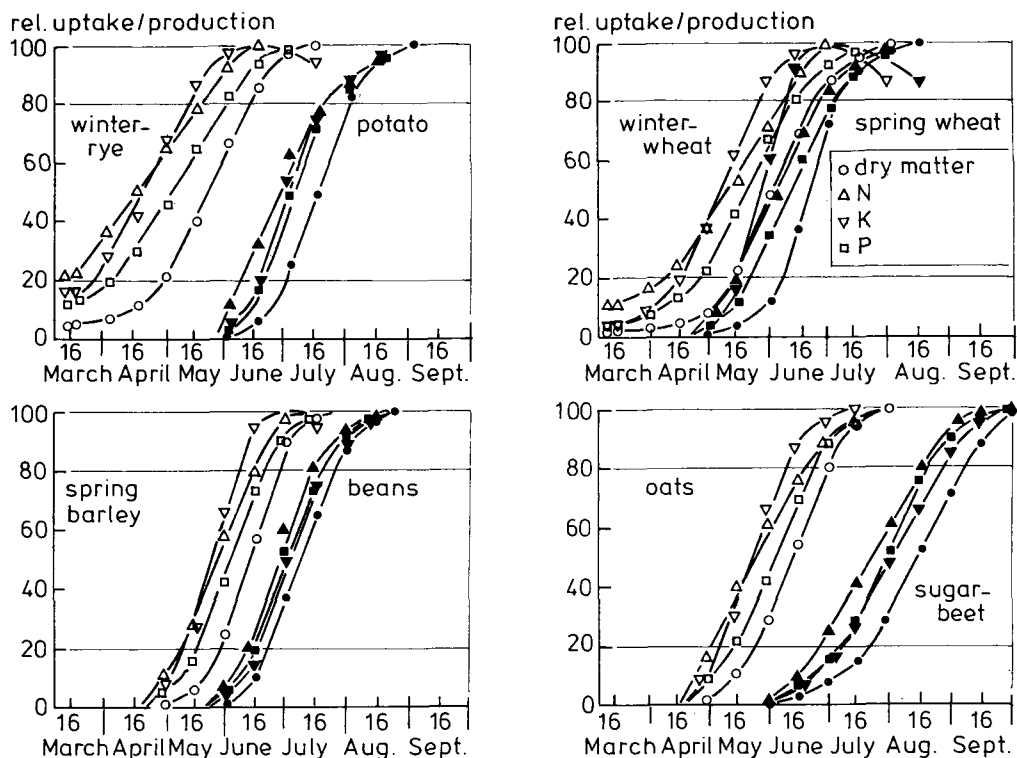 rel. uptake/production
100
80
60
40
20
0
winter-
rye
potato
16 16 16 16 16 16 16
March April May June July Aug. Sept.
rel. uptake/production
100
80
60
40
20
0
winter-
wheat
spring wheat
dry matter
N
K
P
16 16 16 16 16 16 16
March April May June July Aug. Sept.
100
80
60
40
20
0
spring
barley
beans
16 16 16 16 16 16 16
March April May June July Aug. Sept.
100
80
60
40
20
0
oats
sugar-
beet
16 16 16 16 16 16 16
March April May June July Aug. Sept.